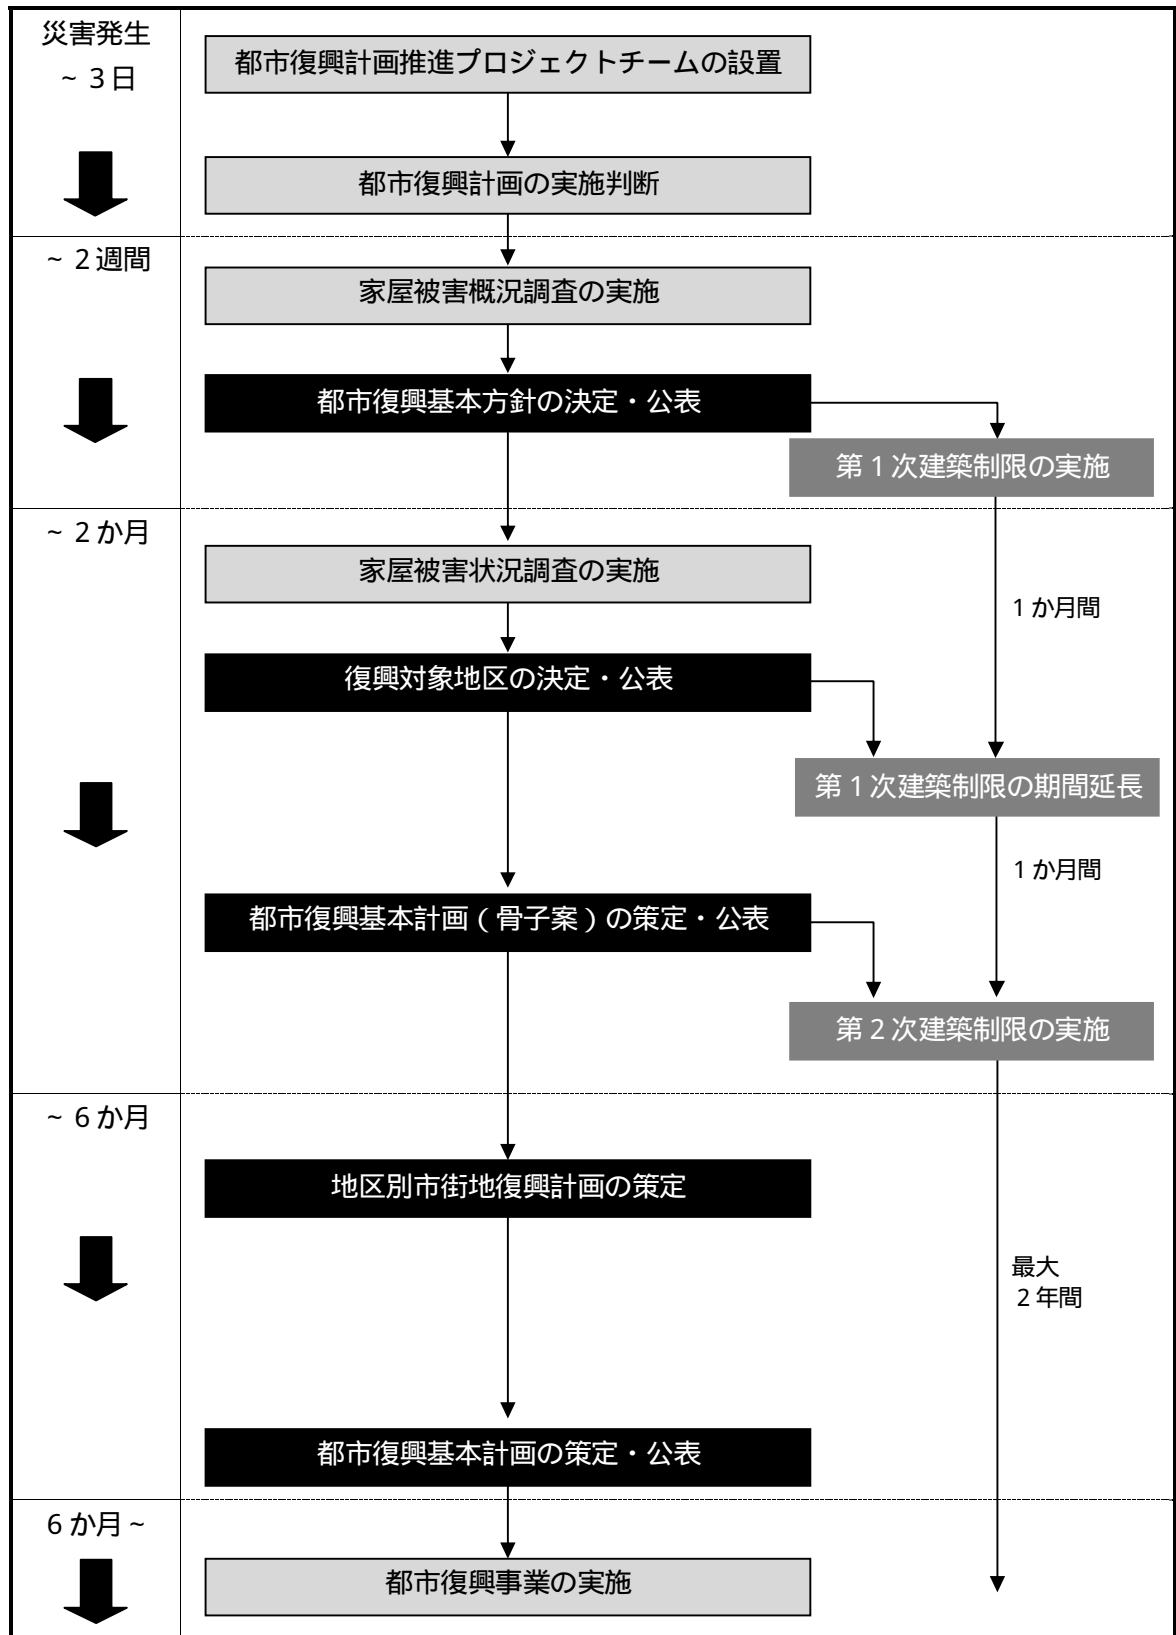 災害発生
~ 3日
都市復興計画推進プロジェクトチームの設置
都市復興計画の実施判断
~ 2週間
家屋被害概況調査の実施
都市復興基本方針の決定・公表
第1次建築制限の実施
~ 2か月
家屋被害状況調査の実施
1か月間
復興対象地区の決定・公表
第1次建築制限の期間延長
1か月間
都市復興基本計画(骨子案)の策定・公表
第2次建築制限の実施
~ 6か月
地区別市街地復興計画の策定
最大
2年間
都市復興基本計画の策定・公表
6か月~
都市復興事業の実施